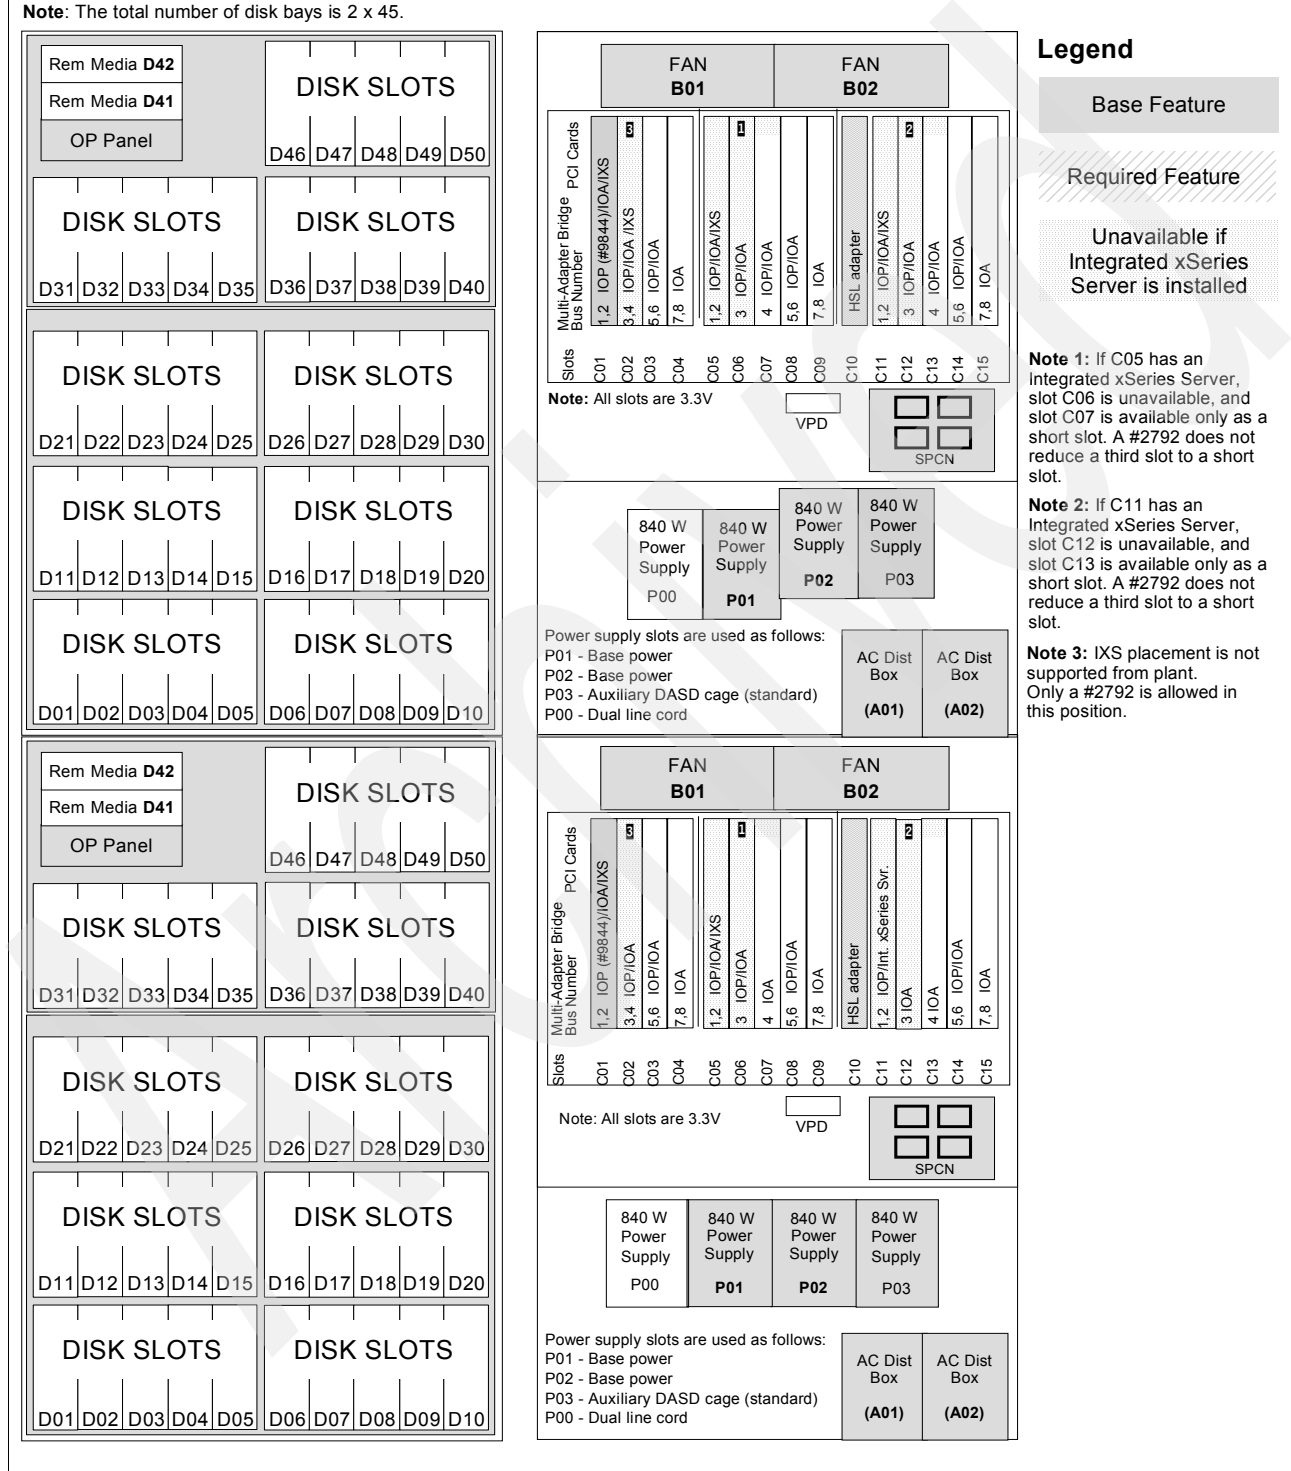 Note: The total number of disk bays is 2 x 45.
Rem Media D42
Rem Media D41
OP Panel
DISK SLOTS
D46 D47 D48 D49 D50
DISK SLOTS
D31 D32 D33 D34 D35
DISK SLOTS
D36 D37 D38 D39 D40
DISK SLOTS
D21 D22 D23 D24 D25
DISK SLOTS
D26 D27 D28 D29 D30
DISK SLOTS
D11 D12 D13 D14 D15
DISK SLOTS
D16 D17 D18 D19 D20
DISK SLOTS
D01 D02 D03 D04 D05
DISK SLOTS
D06 D07 D08 D09 D10
FAN
B01
FAN
B02
PCI Cards
Multi-Adapter Bridge
Bus Number
Slots
1,2 IOP (#9844)/IOA/IXS
C01
3
3,4 IOP/IOA /IXS
C02
5,6 IOP/IOA
C03
7,8 IOA
C04
1,2 IOP/IOA/IXS
C05
1
3 IOP/IOA
C06
4 IOP/IOA
C07
5,6 IOP/IOA
C08
7,8 IOA
C09
HSL adapter
C10
1,2 IOP/IOA/IXS
C11
2
3 IOP/IOA
C12
4 IOP/IOA
C13
5,6 IOP/IOA
C14
7,8 IOA
C15
Note: All slots are 3.3V
VPD
SPCN
840 W
Power
Supply
P00
840 W
Power
Supply
P01
840 W
Power
Supply
P02
840 W
Power
Supply
P03
Power supply slots are used as follows:
P01 - Base power
P02 - Base power
P03 - Auxiliary DASD cage (standard)
P00 - Dual line cord
AC Dist
Box
(A01)
AC Dist
Box
(A02)
Legend
Base Feature
Required Feature
Unavailable if
Integrated xSeries
Server is installed
Note 1: If C05 has an
Integrated xSeries Server,
slot C06 is unavailable, and
slot C07 is available only as a
short slot. A #2792 does not
reduce a third slot to a short
slot.
Note 2: If C11 has an
Integrated xSeries Server,
slot C12 is unavailable, and
slot C13 is available only as a
short slot. A #2792 does not
reduce a third slot to a short
slot.
Note 3: IXS placement is not
supported from plant.
Only a #2792 is allowed in
this position.
Rem Media D42
Rem Media D41
OP Panel
DISK SLOTS
D46 D47 D48 D49 D50
DISK SLOTS
D31 D32 D33 D34 D35
DISK SLOTS
D36 D37 D38 D39 D40
DISK SLOTS
D21 D22 D23 D24 D25
DISK SLOTS
D26 D27 D28 D29 D30
DISK SLOTS
D11 D12 D13 D14 D15
DISK SLOTS
D16 D17 D18 D19 D20
DISK SLOTS
D01 D02 D03 D04 D05
DISK SLOTS
D06 D07 D08 D09 D10
FAN
B01
FAN
B02
PCI Cards
Multi-Adapter Bridge
Bus Number
Slots
1,2 IOP (#9844)/IOA/IXS
C01
3
3,4 IOP/IOA
C02
5,6 IOP/IOA
C03
7,8 IOA
C04
1,2 IOP/IOA/IXS
C05
1
3 IOP/IOA
C06
4 IOA
C07
5,6 IOP/IOA
C08
7,8 IOA
C09
HSL adapter
C10
1,2 IOP/Int. xSeries Svr.
C11
2
3 IOA
C12
4 IOA
C13
5,6 IOP/IOA
C14
7,8 IOA
C15
Note: All slots are 3.3V
VPD
SPCN
840 W
Power
Supply
P00
840 W
Power
Supply
P01
840 W
Power
Supply
P02
840 W
Power
Supply
P03
Power supply slots are used as follows:
P01 - Base power
P02 - Base power
P03 - Auxiliary DASD cage (standard)
P00 - Dual line cord
AC Dist
Box
(A01)
AC Dist
Box
(A02)
Archived